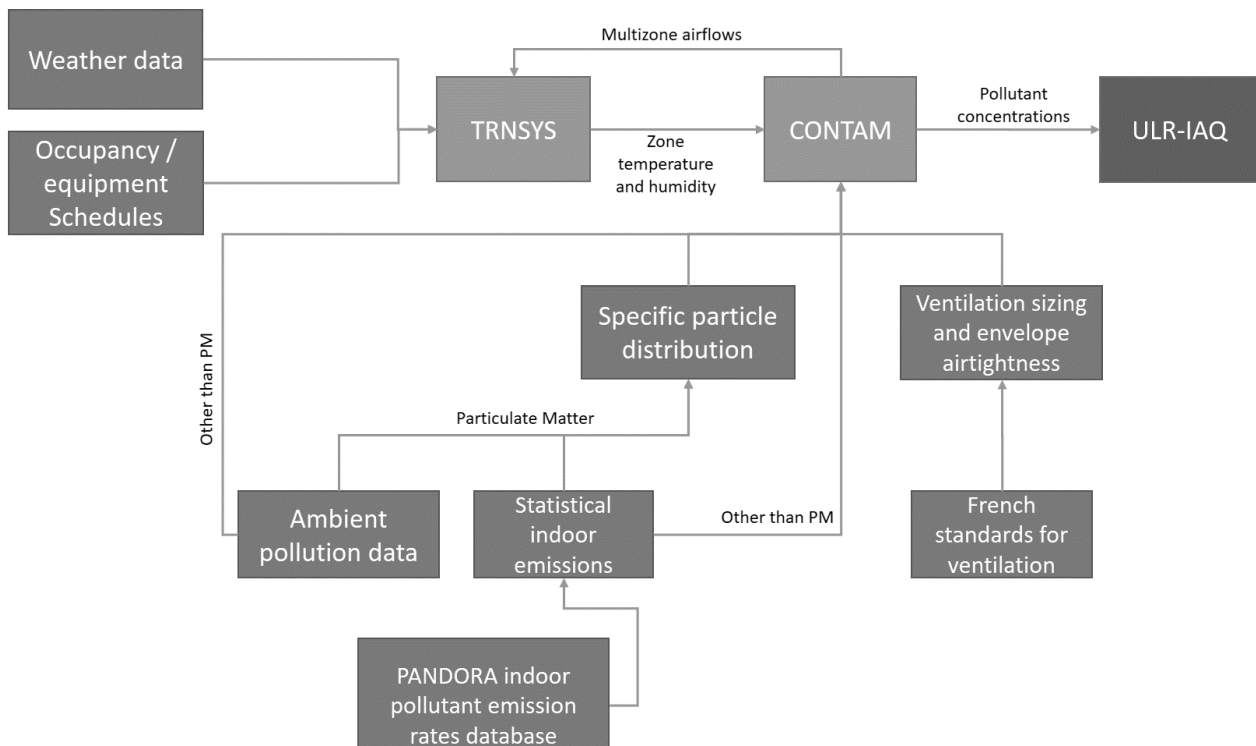 Multizone airflows
Weather data
TRNSYS
CONTAM
Pollutant
concentrations
ULR-IAQ
Occupancy /
equipment
Schedules
Zone
temperature
and humidity
Specific particle
distribution
Ventilation sizing
and envelope
airtightness
Other than PM
Particulate Matter
Ambient
pollution data
Statistical
indoor
emissions
Other than PM
French
standards for
ventilation
PANDORA indoor
pollutant emission
rates database